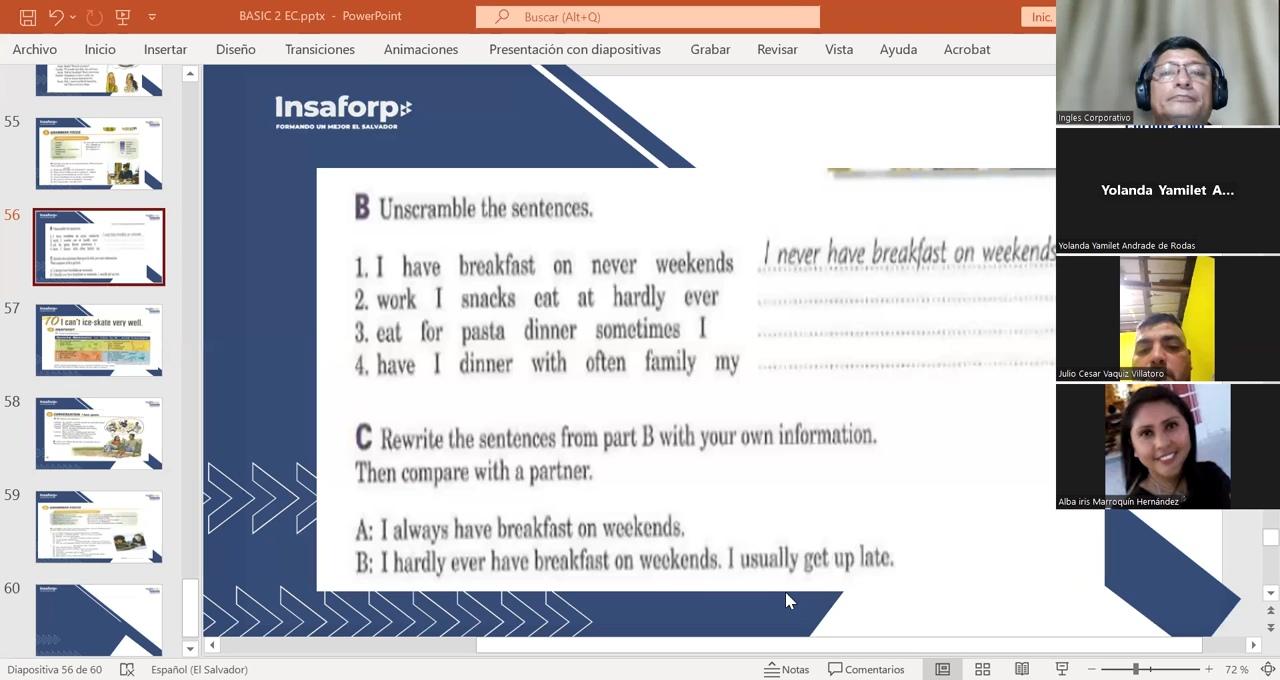 BASIC 2 EC.pptx - PowerPoint
Buscar (Alt+Q)
Inic.
Archivo Inicio Insertar Diseño Transiciones Animaciones Presentación con diapositivas Grabar Revisar Vista Ayuda Acrobat
55
56
57
I can't ice-skate very well.
58
59
60
Insaforp
FORMANDO UN MEJOR EL SALVADOR
B Unscramble the sentences.
1. I have breakfast on never weekends
I never have breakfast on weekends
2. work I snacks eat at hardly ever
3. eat for pasta dinner sometimes I
4. have I dinner with often family my
C Rewrite the sentences from part B with your own information.
Then compare with a partner.
A: I always have breakfast on weekends.
B: I hardly ever have breakfast on weekends. I usually get up late.
Ingles Corporativo
Yolanda Yamilet A...
Yolanda Yamilet Andrade de Rodas
Julio Cesar Vaquiz Villatoro
Alba iris Marroquín Hernández
Diapositiva 56 de 60
Español (El Salvador)
Notas
Comentarios
72 %